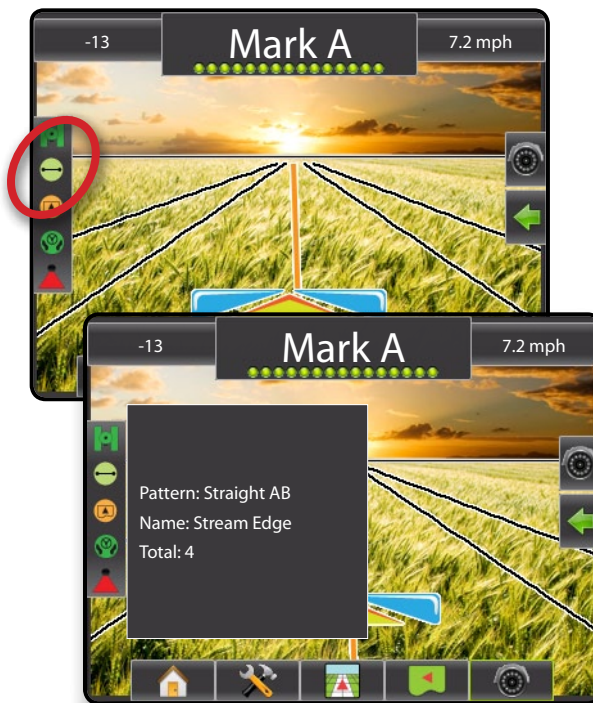 -13
Mark A
7.2 mph
-13
Mark A
7.2 mph
Pattern: Straight AB
Name: Stream Edge
Total: 4